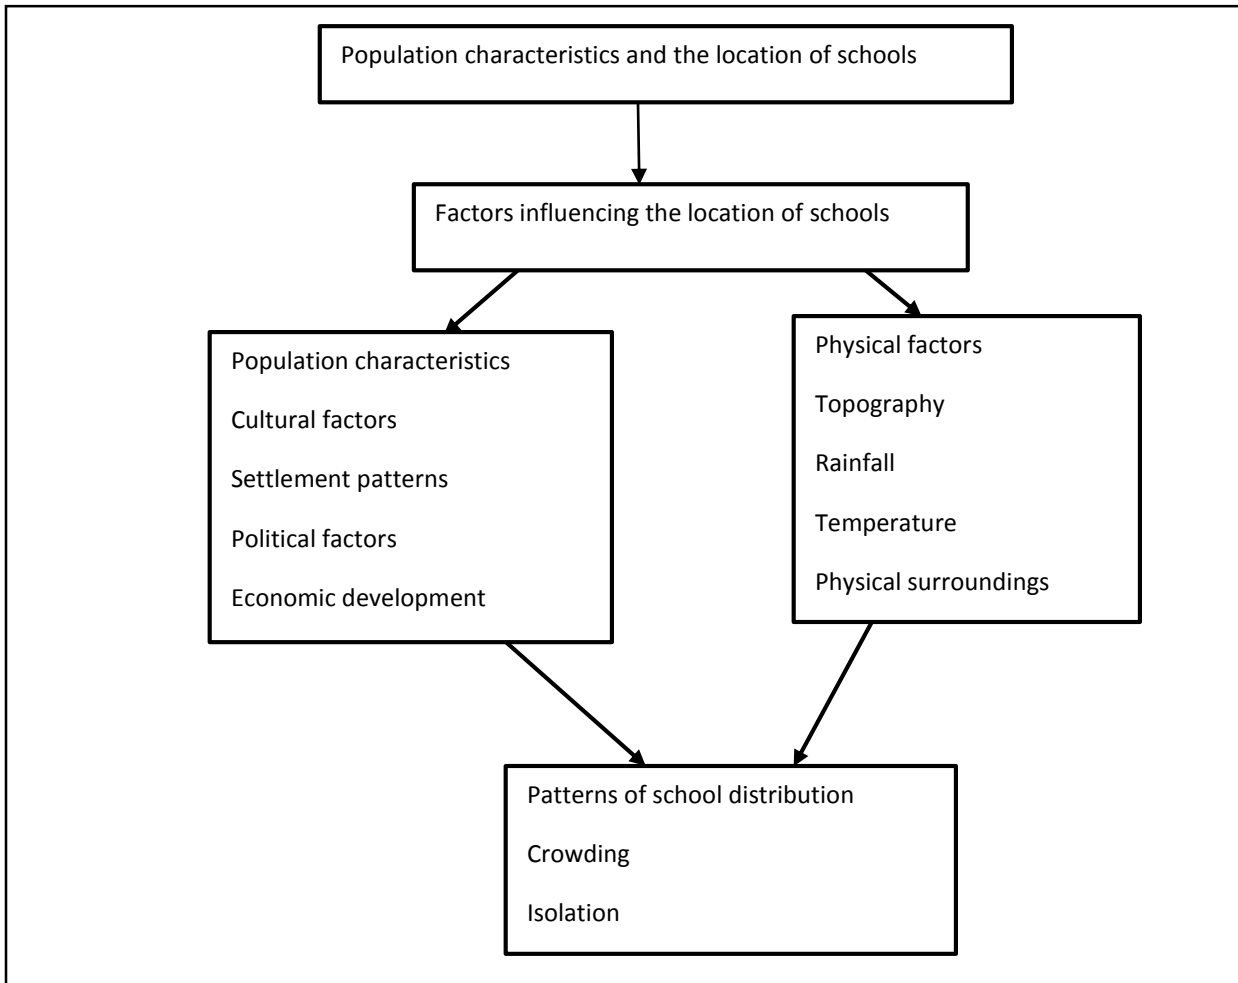 Population characteristics and the location of schools
Factors influencing the location of schools
Population characteristics
Cultural factors
Settlement patterns
Political factors
Economic development
Physical factors
Topography
Rainfall
Temperature
Physical surroundings
Patterns of school distribution
Crowding
Isolation